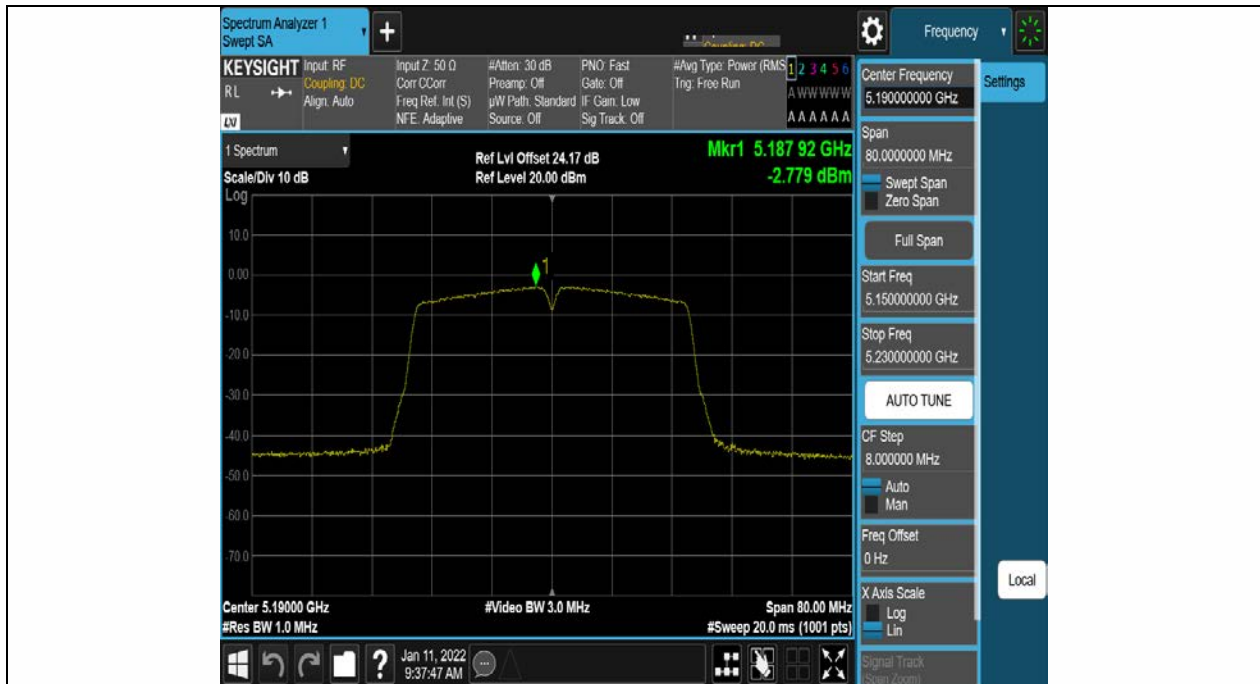 Spectrum Analyzer 1
Swept SA
+
Frequency
KEYSIGHT
RL
LXI
Input: RF
Coupling: DC
Align: Auto
Input Z: 50 Ω
Corr CCorr
Freq Ref: Int (S)
NFE: Adaptive
#Atten: 30 dB
Preamp: Off
µW Path: Standard
Source: Off
PNO: Fast
Gate: Off
IF Gain: Low
Sig Track: Off
#Avg Type: Power (RMS
Trig: Free Run
1 2 3 4 5 6
A W W W W W
A A A A A A
1 Spectrum
Scale/Div 10 dB
Log
Ref Lvl Offset 24.17 dB
Ref Level 20.00 dBm
Mkr1 5.187 92 GHz
-2.779 dBm
10.0
0.00
-10.0
-20.0
-30.0
-40.0
-50.0
-60.0
-70.0
1
Center 5.19000 GHz
#Res BW 1.0 MHz
#Video BW 3.0 MHz
Span 80.00 MHz
#Sweep 20.0 ms (1001 pts)
Center Frequency
5.190000000 GHz
Span
80.0000000 MHz
Swept Span
Zero Span
Full Span
Start Freq
5.150000000 GHz
Stop Freq
5.230000000 GHz
AUTO TUNE
CF Step
8.000000 MHz
Auto
Man
Freq Offset
0 Hz
X Axis Scale
Log
Lin
Signal Track
(Span Zoom)
Settings
Local
?
Jan 11, 2022
9:37:47 AM